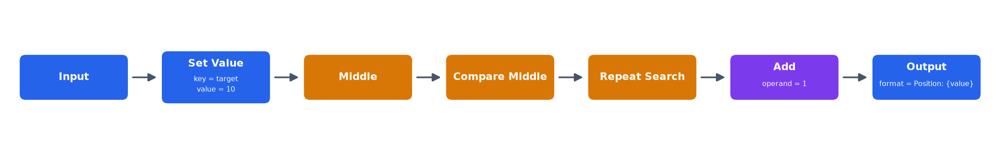 Input
Set Value
key = target
value = 10
Middle
Compare Middle
Repeat Search
Add
operand = 1
Output
format = Position: {value}